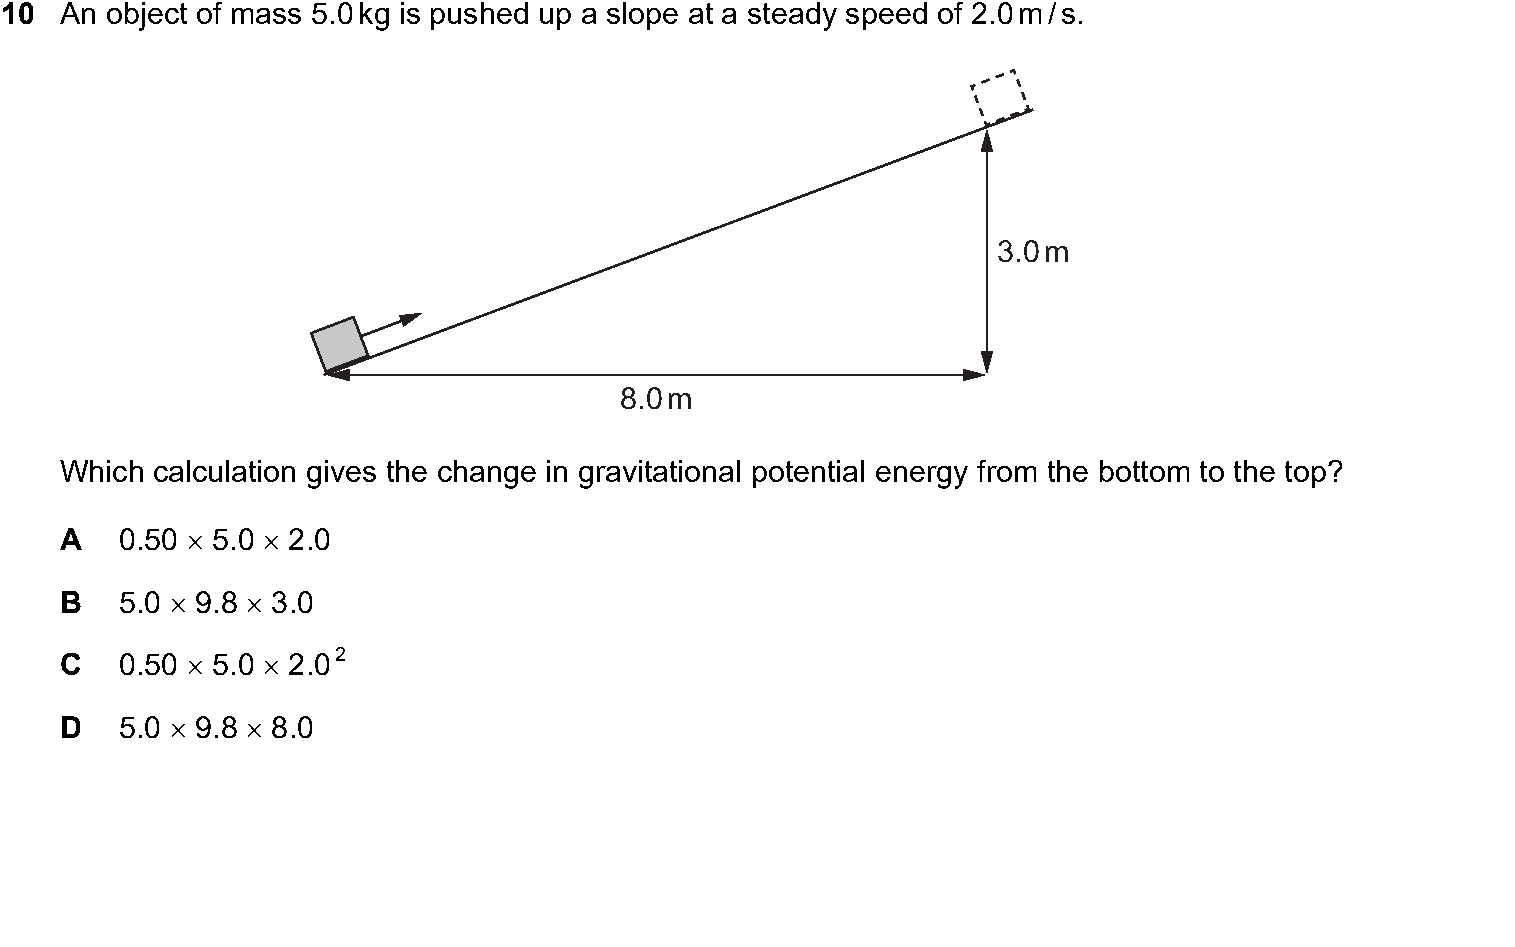 10 An object of mass 5.0 kg is pushed up a slope at a steady speed of 2.0 m / s.
3.0 m
8.0 m
Which calculation gives the change in gravitational potential energy from the bottom to the top?
A 0.50 × 5.0 × 2.0
B 5.0 × 9.8 × 3.0
C 0.50 × 5.0 × 2.0²
D 5.0 × 9.8 × 8.0